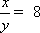 x/y = 8